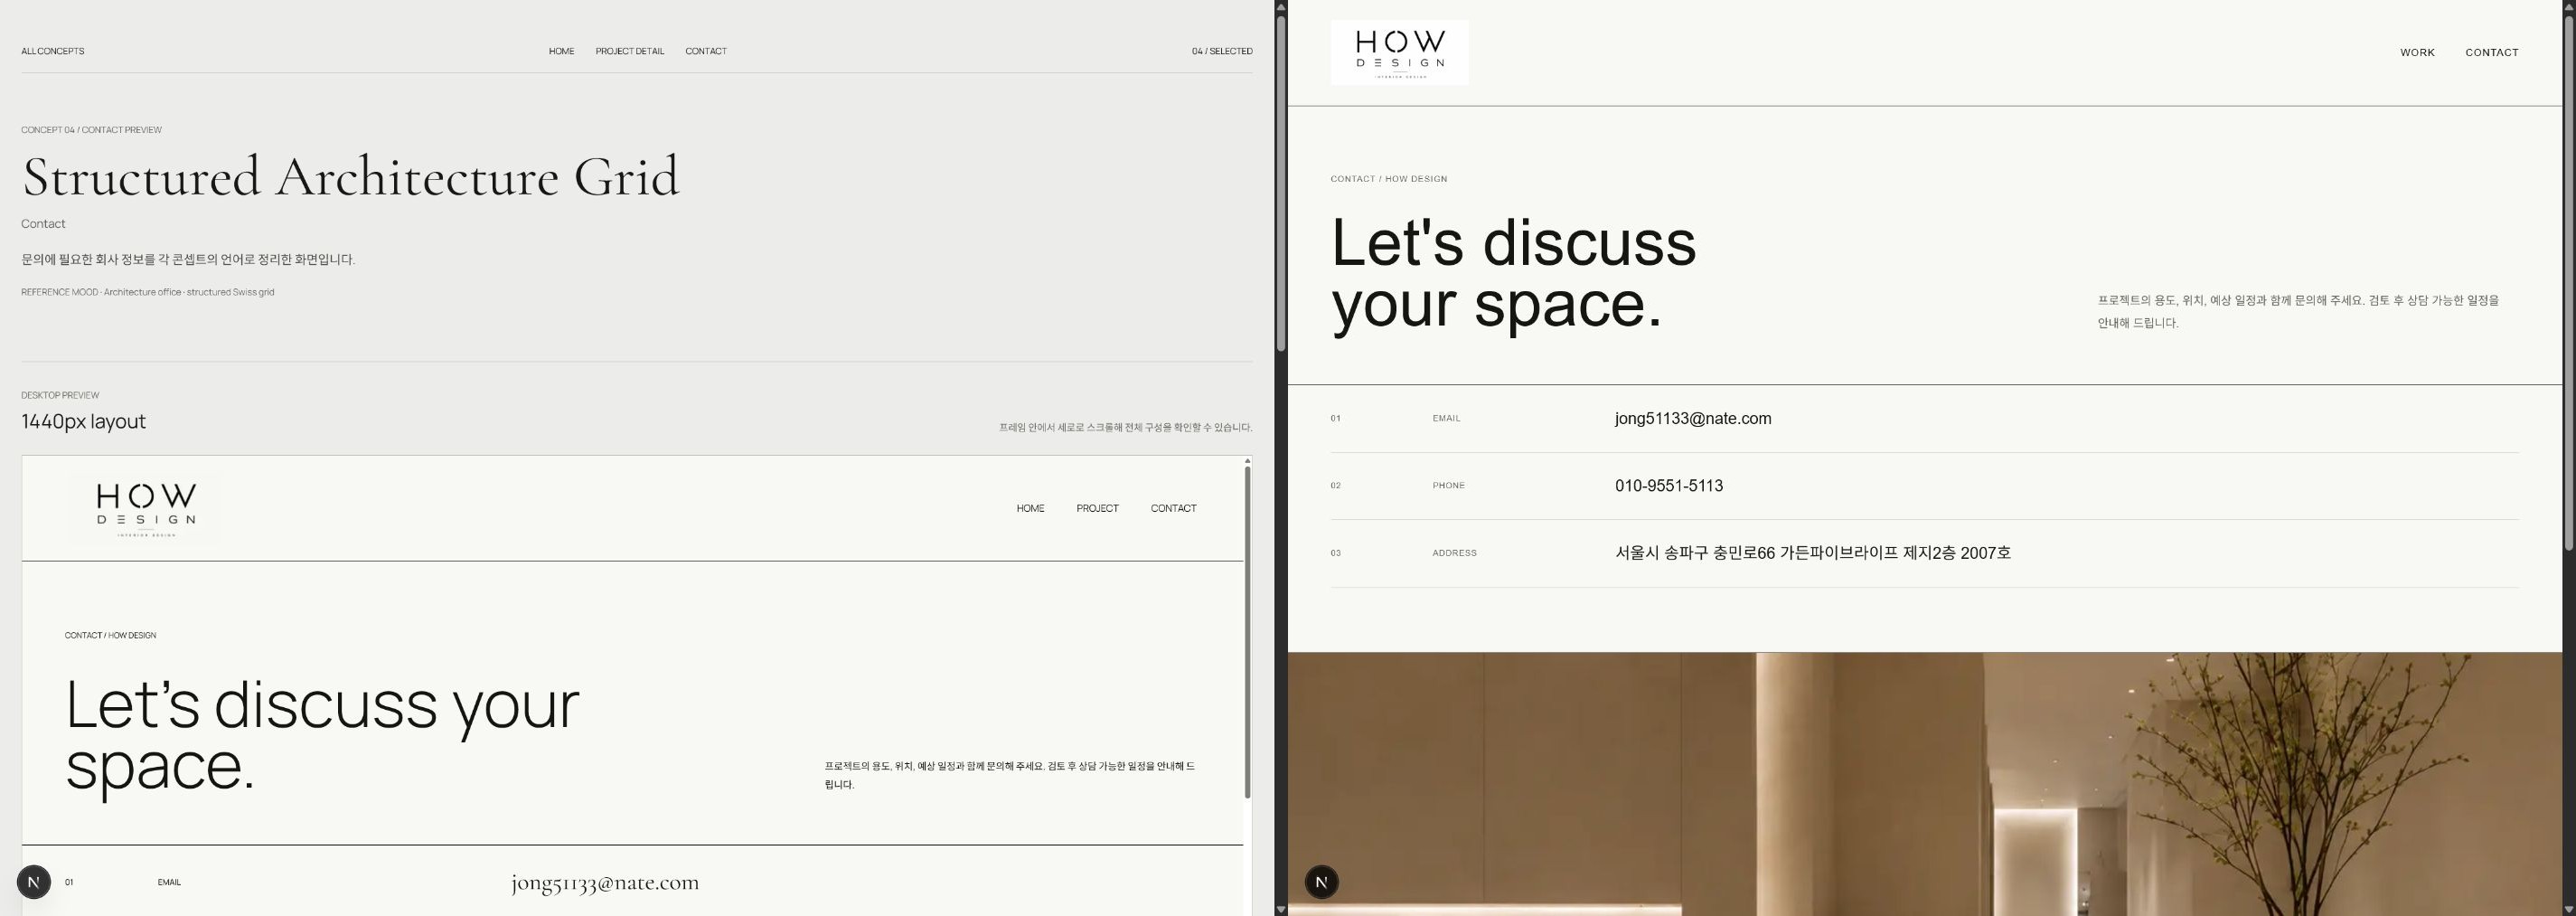 ALL CONCEPTS
HOME PROJECT DETAIL CONTACT
04 / SELECTED
CONCEPT 04 / CONTACT PREVIEW
Structured Architecture Grid
Contact
문의에 필요한 회사 정보를 각 콘셉트의 언어로 정리한 화면입니다.
REFERENCE MOOD · Architecture office · structured Swiss grid
DESKTOP PREVIEW
1440px layout
프레임 안에서 세로로 스크롤해 전체 구성을 확인할 수 있습니다.
HOW
DESIGN
INTERIOR DESIGN
HOME PROJECT CONTACT
CONTACT / HOW DESIGN
Let’s discuss your
space.
프로젝트의 용도, 위치, 예상 일정과 함께 문의해 주세요. 검토 후 상담 가능한 일정을 안내해 드
립니다.
01 EMAIL jong51133@nate.com
N
HOW
DESIGN
INTERIOR DESIGN
WORK CONTACT
CONTACT / HOW DESIGN
Let's discuss
your space.
프로젝트의 용도, 위치, 예상 일정과 함께 문의해 주세요. 검토 후 상담 가능한 일정을
안내해 드립니다.
01 EMAIL jong51133@nate.com
02 PHONE 010-9551-5113
03 ADDRESS 서울시 송파구 충민로66 가든파이브라이프 제지2층 2007호
N